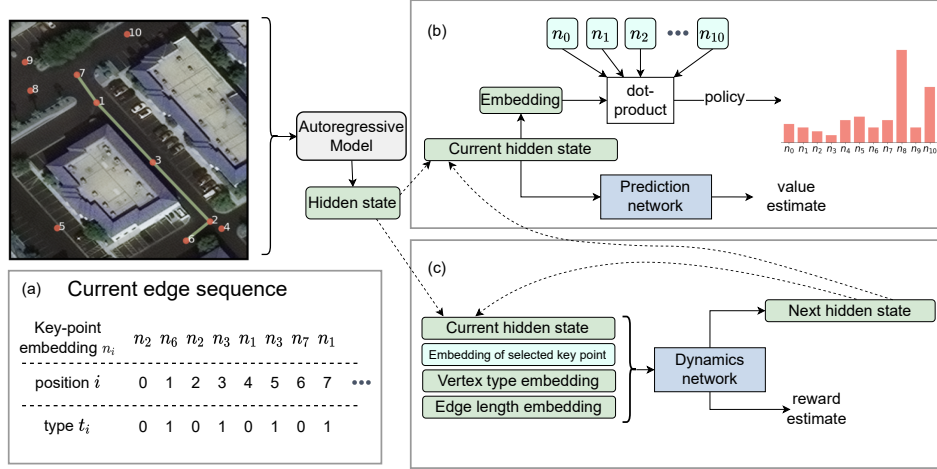 10
9
7
8
1
3
5
2
4
6
Autoregressive
Model
Hidden state
(a) Current edge sequence
Key-point
embedding nᵢ
n₂ n₆ n₂ n₃ n₁ n₃ n₇ n₁
position i 0 1 2 3 4 5 6 7 •••
type tᵢ 0 1 0 1 0 1 0 1
(b)
n₀ n₁ n₂ ••• n₁₀
Embedding
dot-
product
policy
n₀ n₁ n₂ n₃ n₄ n₅ n₆ n₇ n₈ n₉ n₁₀
Current hidden state
Prediction
network
value
estimate
(c)
Current hidden state
Embedding of selected key point
Vertex type embedding
Edge length embedding
Dynamics
network
Next hidden state
reward
estimate